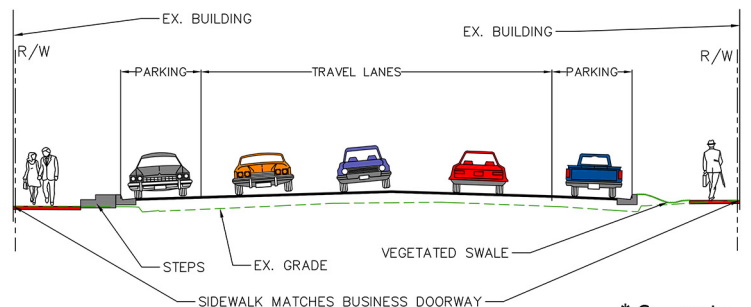 EX. BUILDING
EX. BUILDING
R/W
R/W
PARKING
TRAVEL LANES
PARKING
VEGETATED SWALE
STEPS
EX. GRADE
SIDEWALK MATCHES BUSINESS DOORWAY